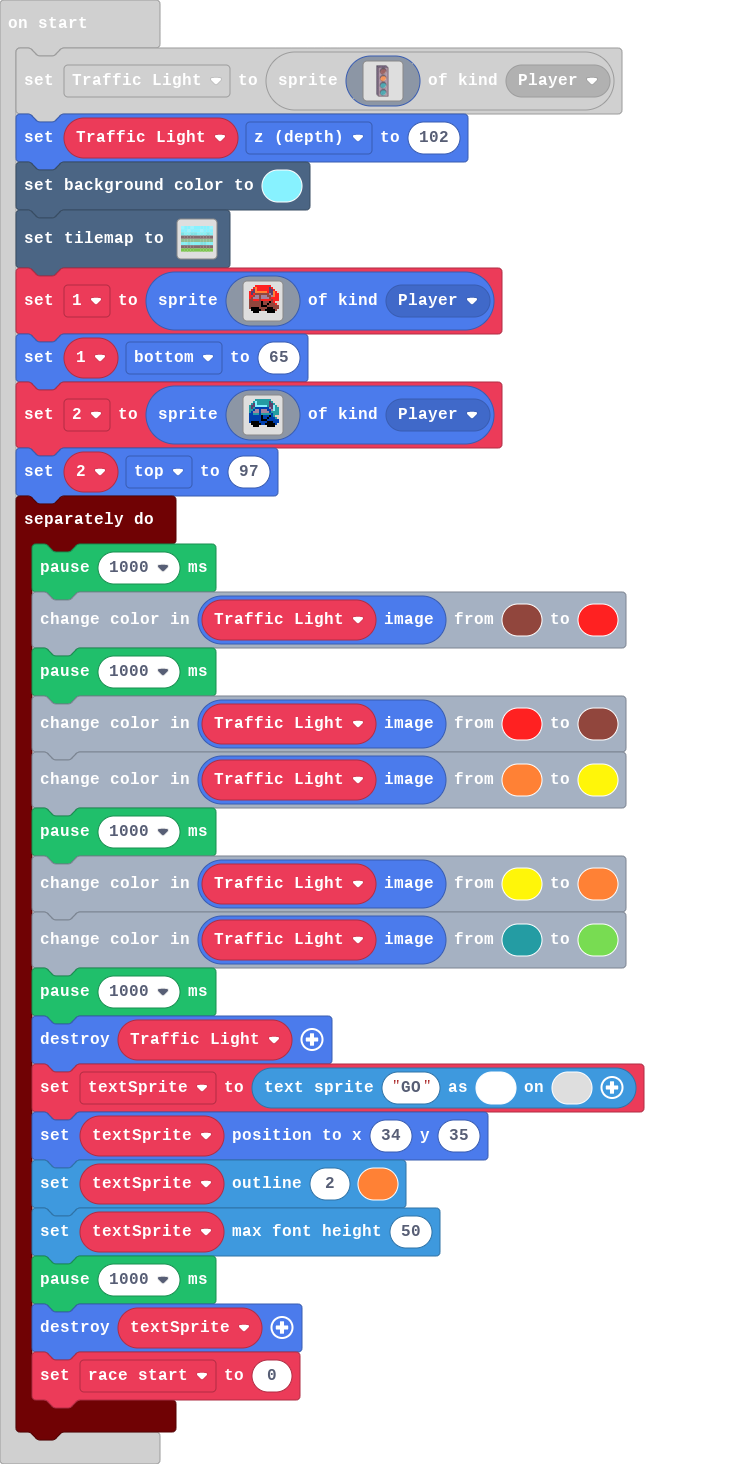 on start
set Traffic Light to sprite of kind Player
set Traffic Light z (depth) to 102
set background color to
set tilemap to
set 1 to sprite of kind Player
set 1 bottom to 65
set 2 to sprite of kind Player
set 2 top to 97
separately do
pause 1000 ms
change color in Traffic Light image from to
pause 1000 ms
change color in Traffic Light image from to
change color in Traffic Light image from to
pause 1000 ms
change color in Traffic Light image from to
change color in Traffic Light image from to
pause 1000 ms
destroy Traffic Light
set textSprite to text sprite "GO" as on
set textSprite position to x 34 y 35
set textSprite outline 2
set textSprite max font height 50
pause 1000 ms
destroy textSprite
set race start to 0